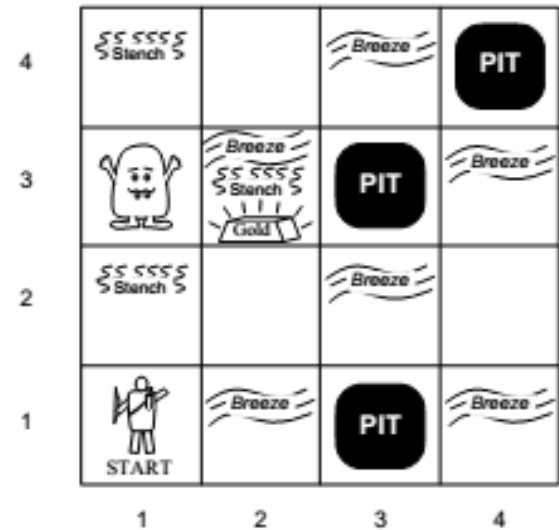 4
Stench
Breeze
PIT
3
Breeze
Stench
Gold
PIT
Breeze
2
Stench
Breeze
1
START
Breeze
PIT
Breeze
1 2 3 4